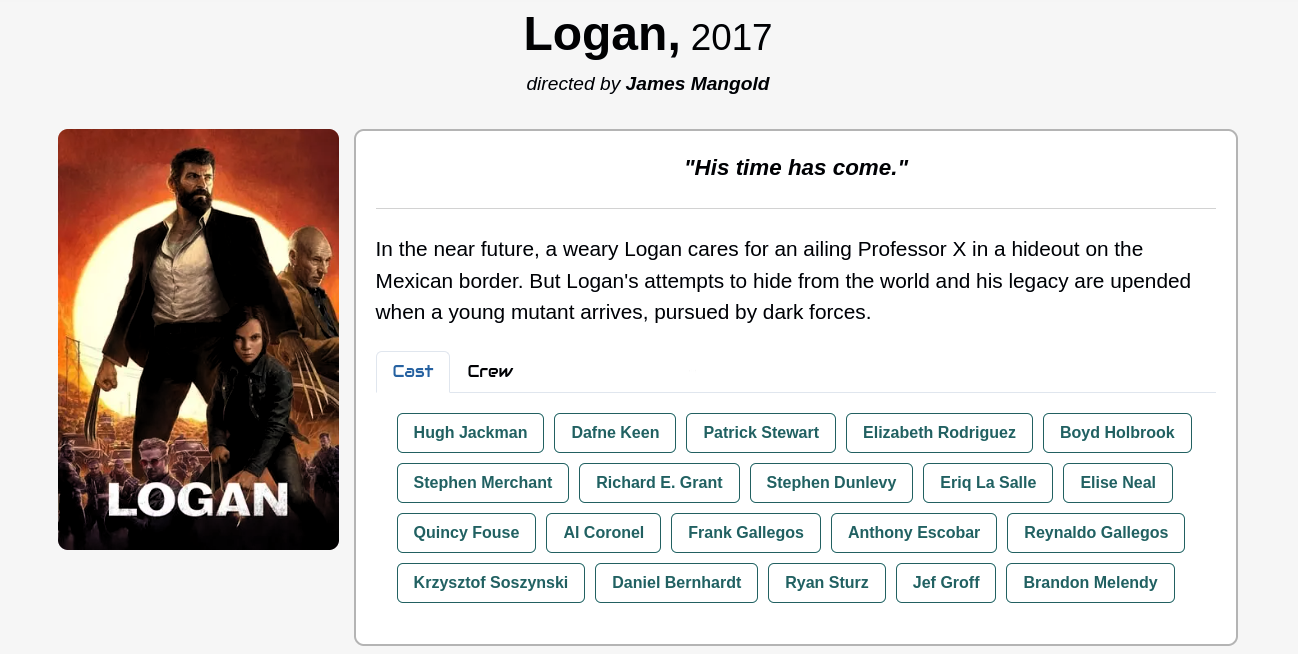 Logan, 2017
directed by James Mangold
"His time has come."
In the near future, a weary Logan cares for an ailing Professor X in a hideout on the
Mexican border. But Logan's attempts to hide from the world and his legacy are upended
when a young mutant arrives, pursued by dark forces.
Cast Crew
Hugh Jackman Dafne Keen Patrick Stewart Elizabeth Rodriguez Boyd Holbrook
Stephen Merchant Richard E. Grant Stephen Dunlevy Eriq La Salle Elise Neal
Quincy Fouse Al Coronel Frank Gallegos Anthony Escobar Reynaldo Gallegos
Krzysztof Soszynski Daniel Bernhardt Ryan Sturz Jef Groff Brandon Melendy
LOGAN